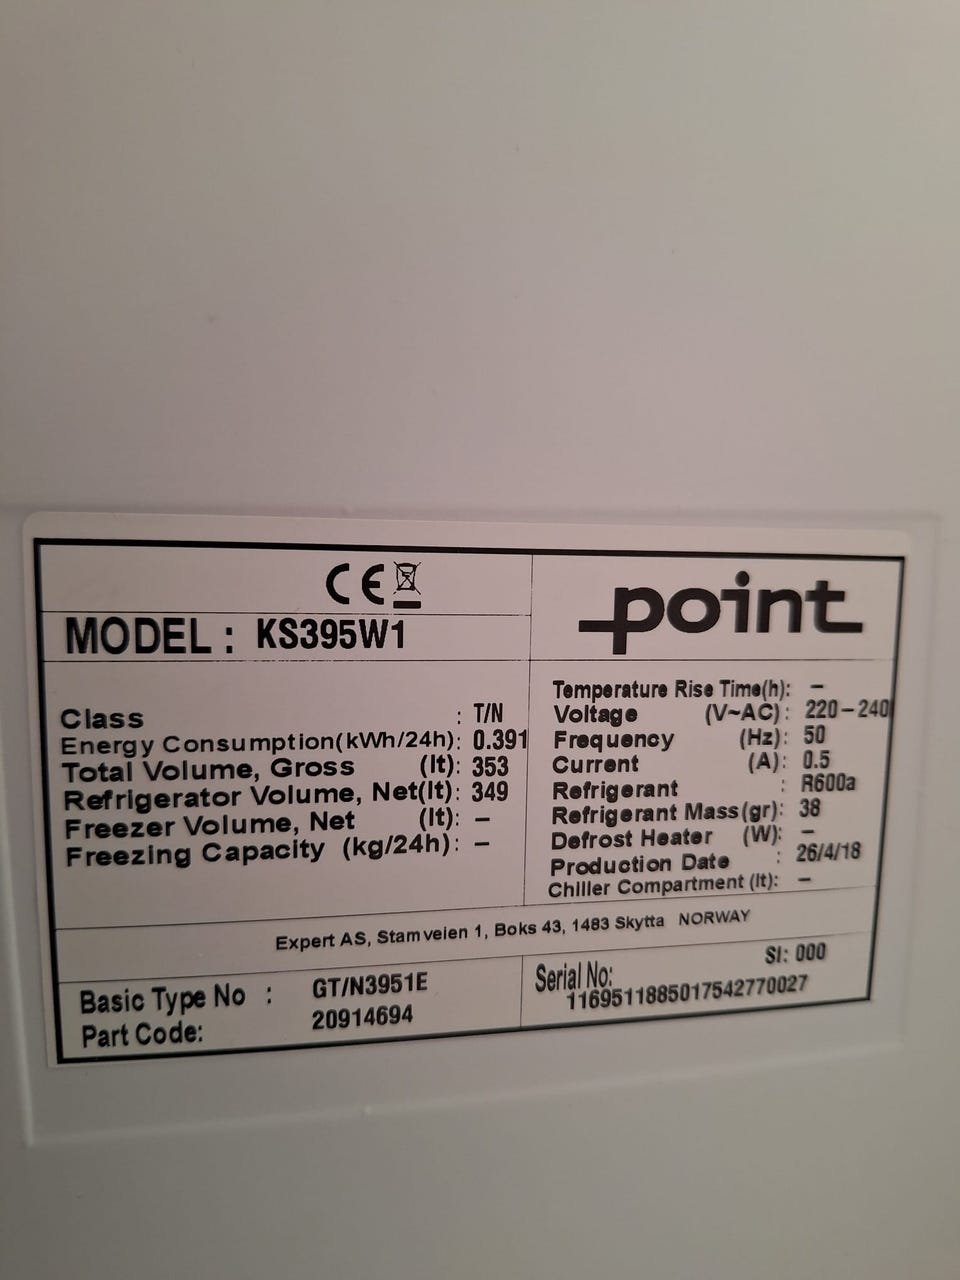 CE
MODEL : KS395W1
point
Class : T/N
Energy Consumption(kWh/24h): 0.391
Total Volume, Gross (lt): 353
Refrigerator Volume, Net(lt): 349
Freezer Volume, Net (lt): –
Freezing Capacity (kg/24h): –
Temperature Rise Time(h): –
Voltage (V~AC): 220–240
Frequency (Hz): 50
Current (A): 0.5
Refrigerant : R600a
Refrigerant Mass(gr): 38
Defrost Heater (W): –
Production Date : 26/4/18
Chiller Compartment (lt): –
Expert AS, Stamveien 1, Boks 43, 1483 Skytta NORWAY
Basic Type No : GT/N3951E
Part Code: 20914694
SI: 000
Serial No:
1169511885017542770027